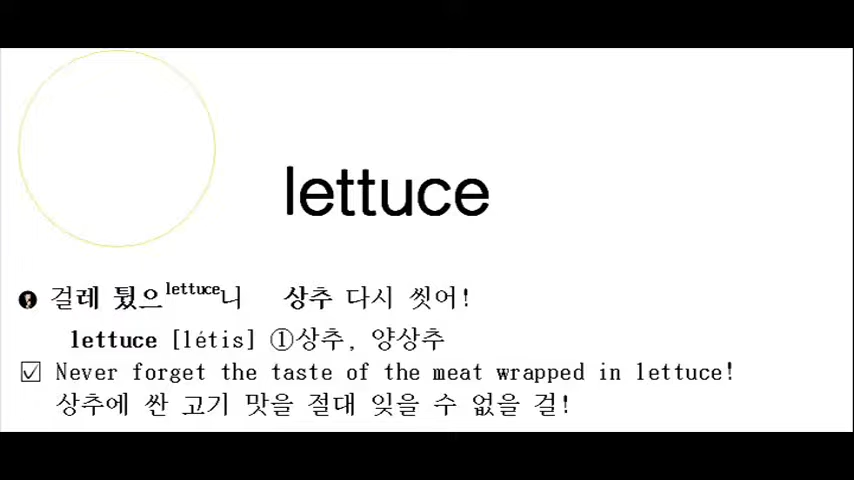 lettuce
걸레 튔으lettuce니 상추 다시 씻어!
lettuce [létis] ①상추, 양상추
☑ Never forget the taste of the meat wrapped in lettuce!
상추에 싼 고기 맛을 절대 잊을 수 없을 걸!